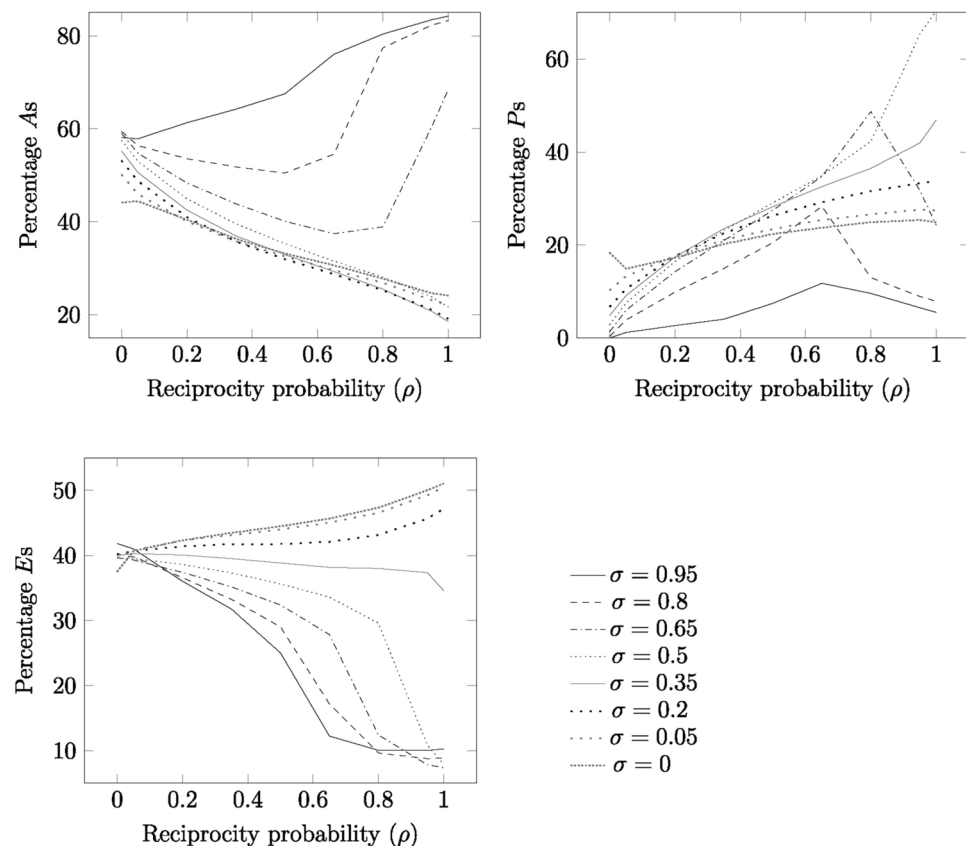 Percentage As
80
60
40
20
0 0.2 0.4 0.6 0.8 1
Reciprocity probability (ρ)
Percentage Ps
60
40
20
0
0 0.2 0.4 0.6 0.8 1
Reciprocity probability (ρ)
Percentage Es
50
40
30
20
10
0 0.2 0.4 0.6 0.8 1
Reciprocity probability (ρ)
σ = 0.95
σ = 0.8
σ = 0.65
σ = 0.5
σ = 0.35
σ = 0.2
σ = 0.05
σ = 0